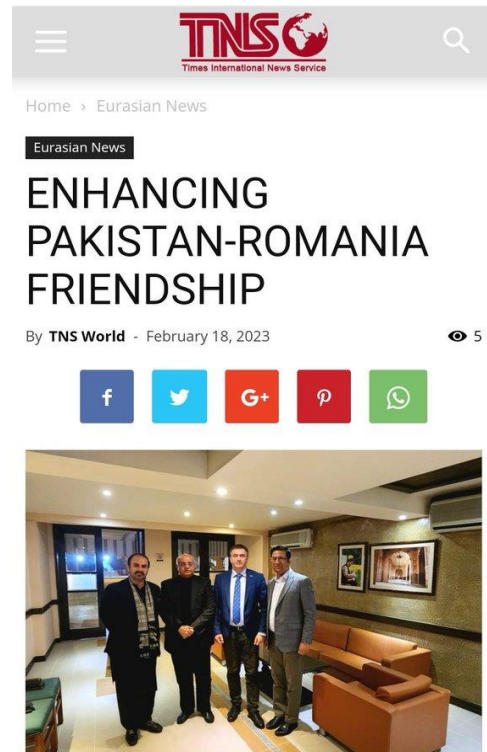 TNS
Times International News Service
Home › Eurasian News
Eurasian News
ENHANCING
PAKISTAN-ROMANIA
FRIENDSHIP
By TNS World - February 18, 2023 5
f G+